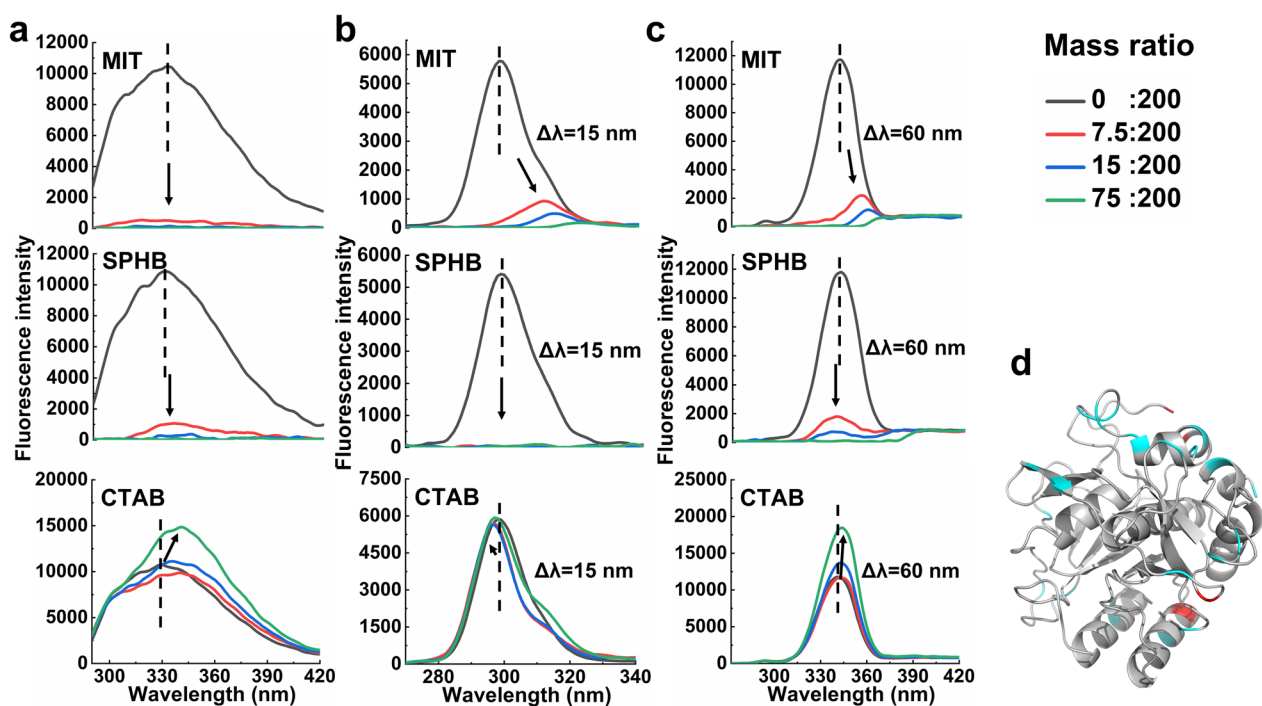 a
Fluorescence intensity
12000
10000
8000
6000
4000
2000
0
MIT
12000
10000
8000
6000
4000
2000
0
SPHB
20000
15000
10000
5000
0
CTAB
300 330 360 390 420
Wavelength (nm)
b
Fluorescence intensity
6000
5000
4000
3000
2000
1000
0
MIT
Δλ=15 nm
6000
5000
4000
3000
2000
1000
0
SPHB
Δλ=15 nm
7500
6000
4500
3000
1500
0
CTAB
Δλ=15 nm
280 300 320 340
Wavelength (nm)
c
Fluorescence intensity
12000
10000
8000
6000
4000
2000
0
MIT
Δλ=60 nm
12000
10000
8000
6000
4000
2000
0
SPHB
Δλ=60 nm
25000
20000
15000
10000
5000
0
CTAB
Δλ=60 nm
300 330 360 390 420
Wavelength (nm)
Mass ratio
0 :200
7.5:200
15 :200
75 :200
d